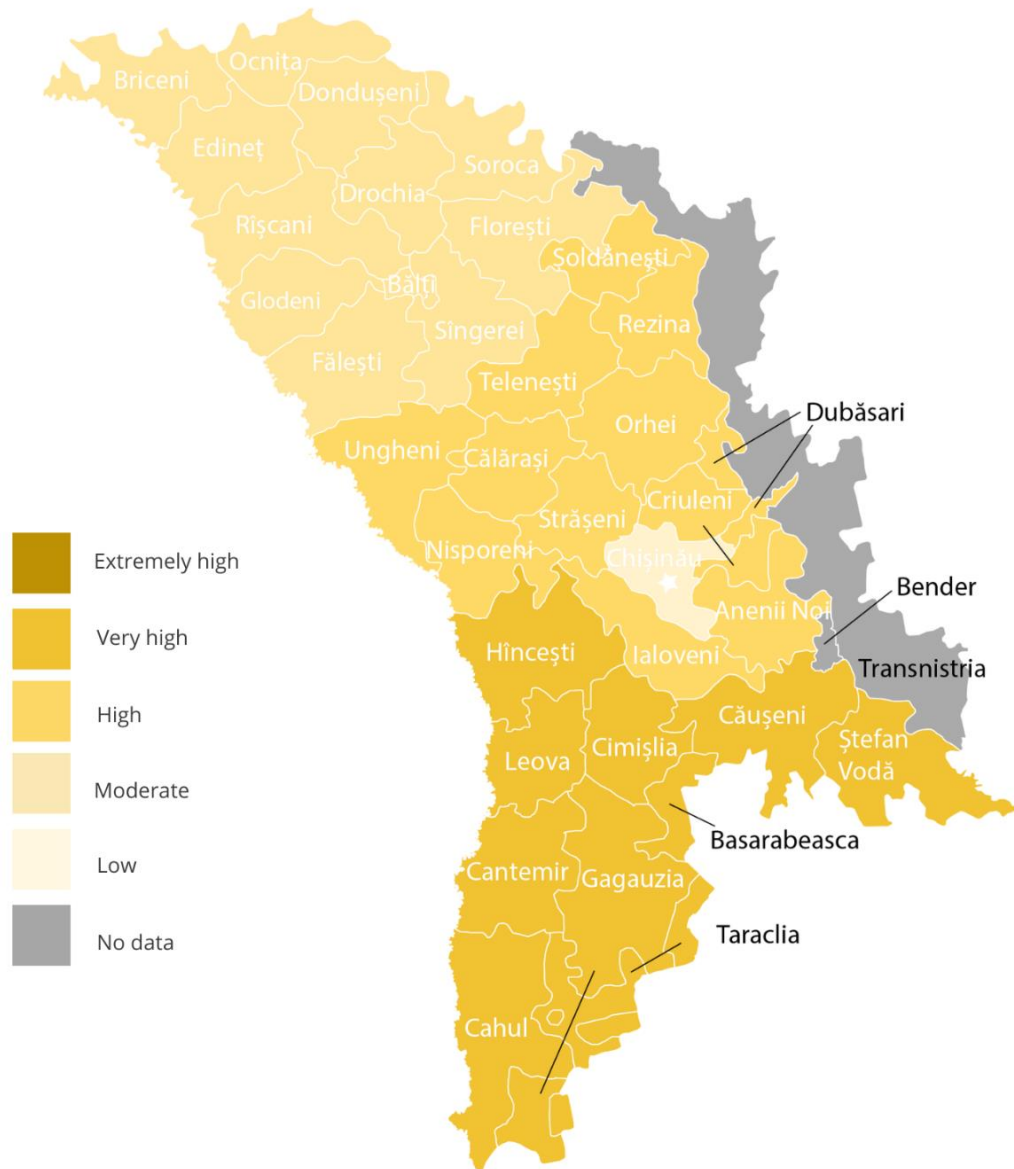 Ocnița
Briceni
Dondușeni
Edineț
Soroca
Drochia
Rîșcani
Florești
Șoldănești
Bălți
Glodeni
Rezina
Sîngerei
Fălești
Telenești
Dubăsari
Orhei
Ungheni
Călărași
Criuleni
Strășeni
Nisporeni
Chișinău
Extremely high
Bender
Anenii Noi
Very high
Hîncești
Ialoveni
Transnistria
High
Căușeni
Cimișlia
Ștefan
Vodă
Leova
Moderate
Basarabeasca
Low
Cantemir
Gagauzia
No data
Taraclia
Cahul